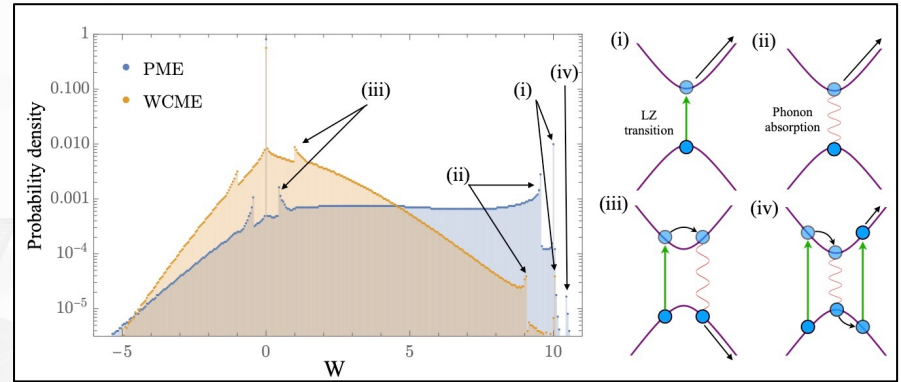 1
0.100
0.010
0.001
10⁻⁴
10⁻⁵
Probability density
PME
WCME
(iii)
(ii)
(i)
(iv)
−5
0
5
10
W
(i)
LZ
transition
(ii)
Phonon
absorption
(iii)
(iv)